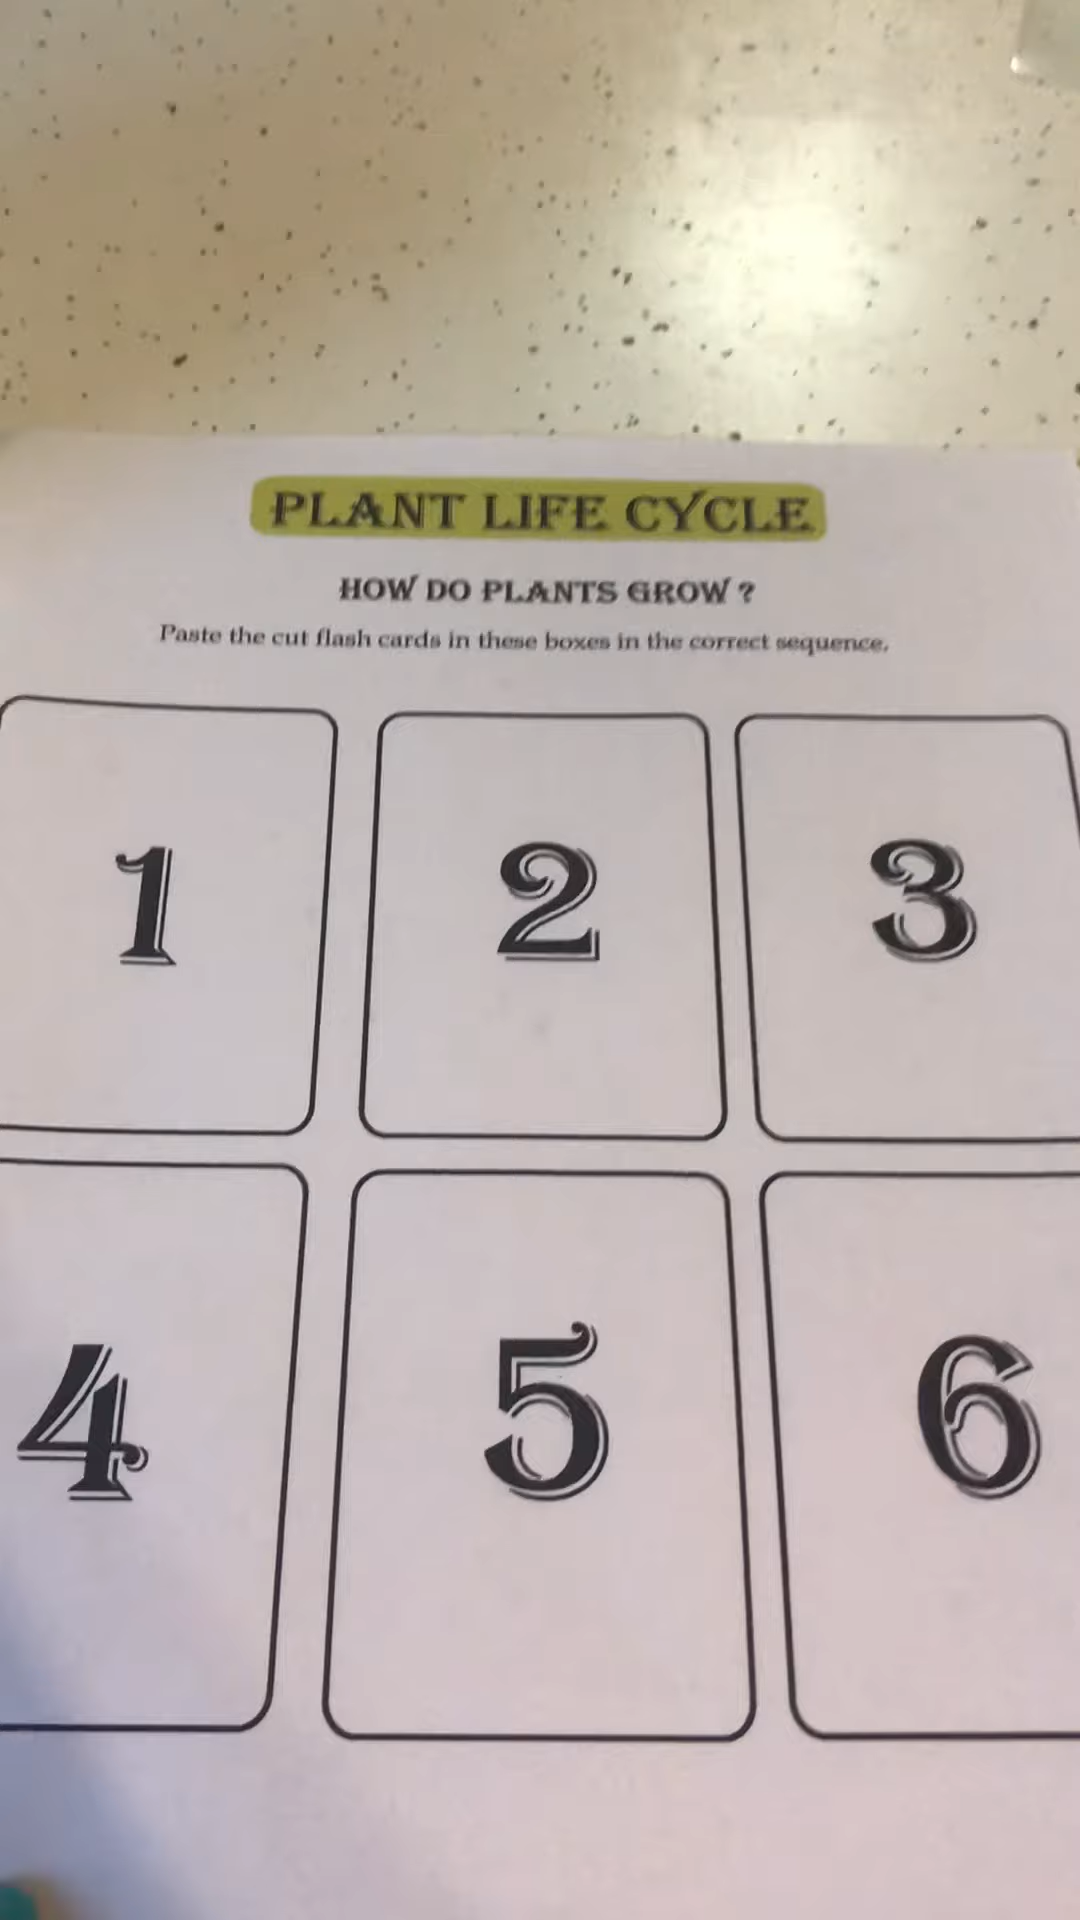 PLANT LIFE CYCLE
HOW DO PLANTS GROW ?
Paste the cut flash cards in these boxes in the correct sequence.
1 2 3
4 5 6